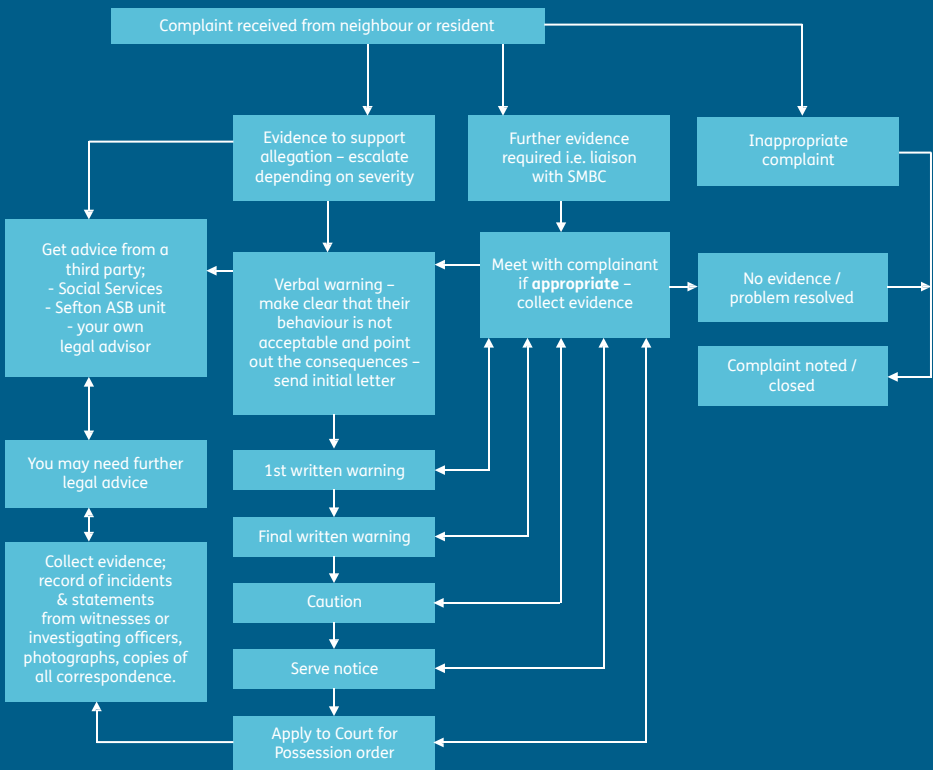 Complaint received from neighbour or resident
Evidence to support
allegation – escalate
depending on severity
Further evidence
required i.e. liaison
with SMBC
Inappropriate
complaint
Get advice from a
third party;
- Social Services
- Sefton ASB unit
- your own
legal advisor
Verbal warning –
make clear that their
behaviour is not
acceptable and point
out the consequences –
send initial letter
Meet with complainant
if appropriate –
collect evidence
No evidence /
problem resolved
Complaint noted /
closed
You may need further
legal advice
1st written warning
Final written warning
Collect evidence;
record of incidents
& statements
from witnesses or
investigating officers,
photographs, copies of
all correspondence.
Caution
Serve notice
Apply to Court for
Possession order